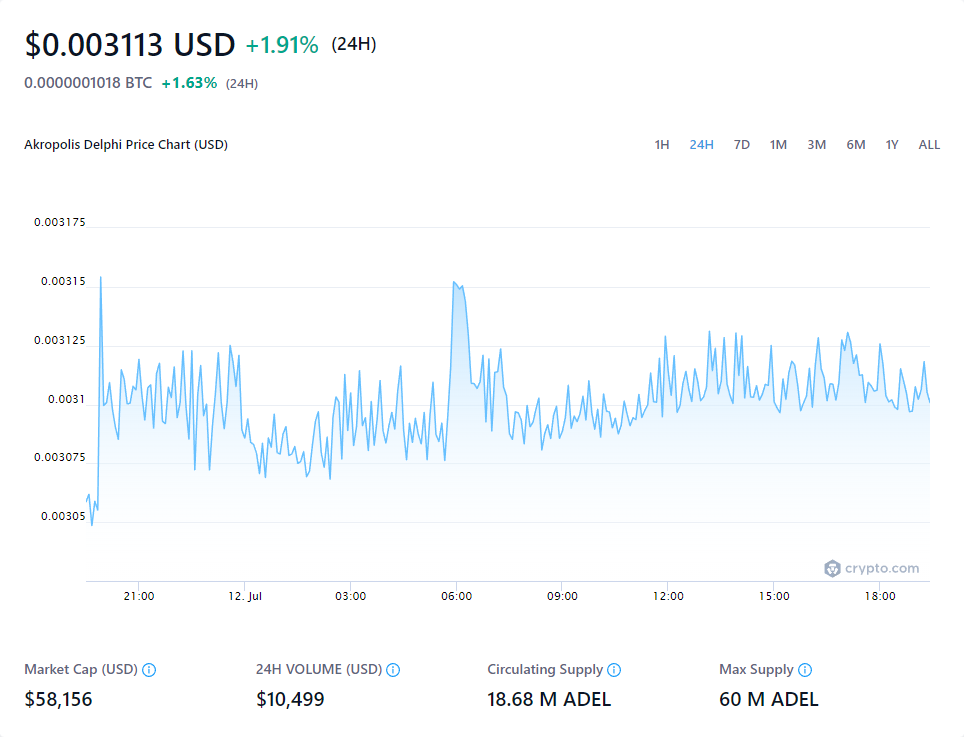 $0.003113 USD +1.91% (24H)
0.0000001018 BTC +1.63% (24H)
Akropolis Delphi Price Chart (USD) 1H 24H 7D 1M 3M 6M 1Y ALL
0.003175
0.00315
0.003125
0.0031
0.003075
0.00305
crypto.com
21:00 12. Jul 03:00 06:00 09:00 12:00 15:00 18:00
Market Cap (USD) 24H VOLUME (USD) Circulating Supply Max Supply
$58,156 $10,499 18.68 M ADEL 60 M ADEL